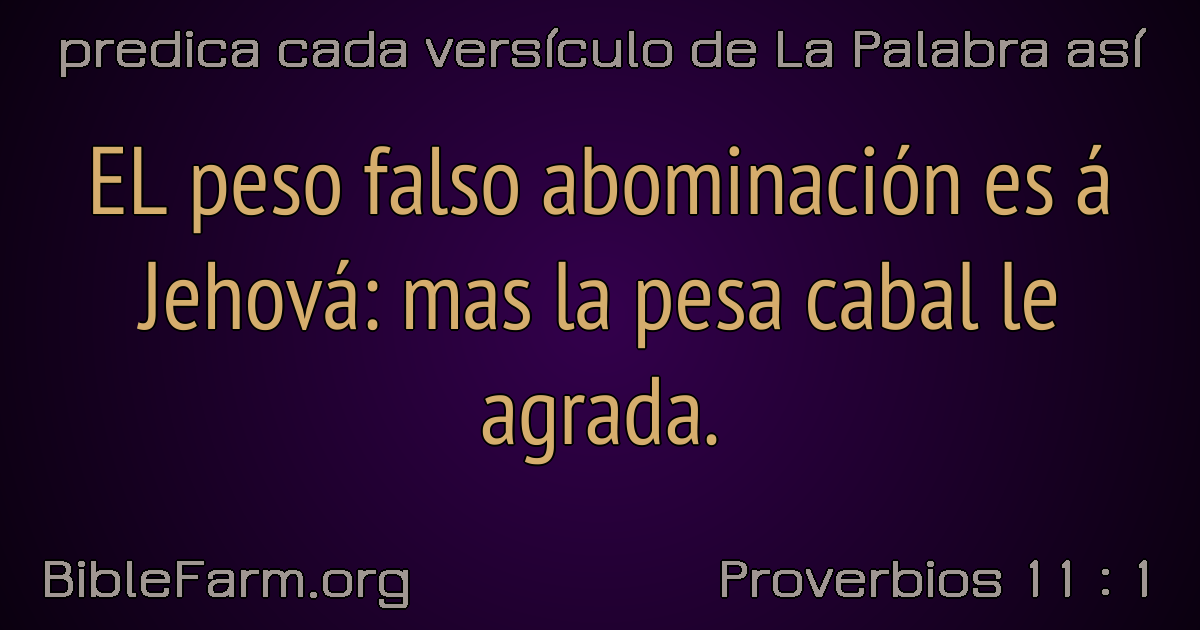 predica cada versículo de La Palabra así
EL peso falso abominación es á
Jehová: mas la pesa cabal le
agrada.
BibleFarm.org
Proverbios 11 : 1